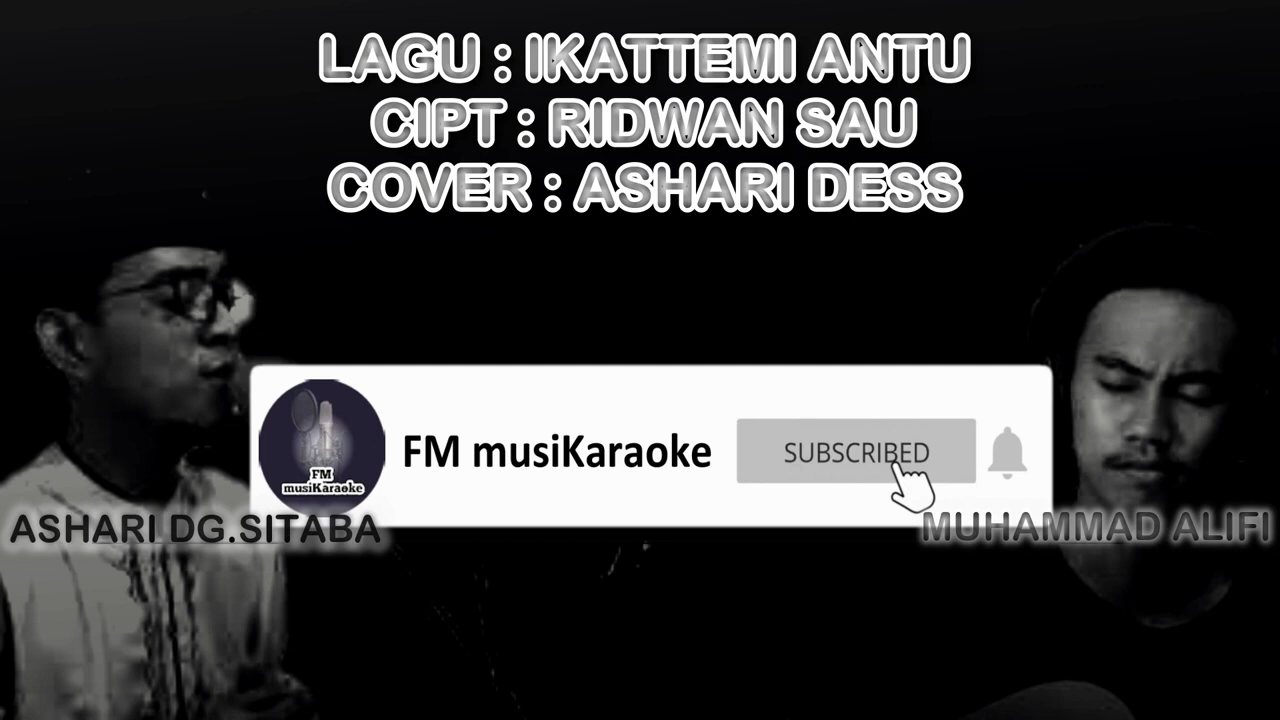 LAGU : IKATTEMI ANTU
CIPT : RIDWAN SAU
COVER : ASHARI DESS
FM
musiKaraoke
FM musiKaraoke
SUBSCRIBED
ASHARI DG.SITABA
MUHAMMAD ALIFI